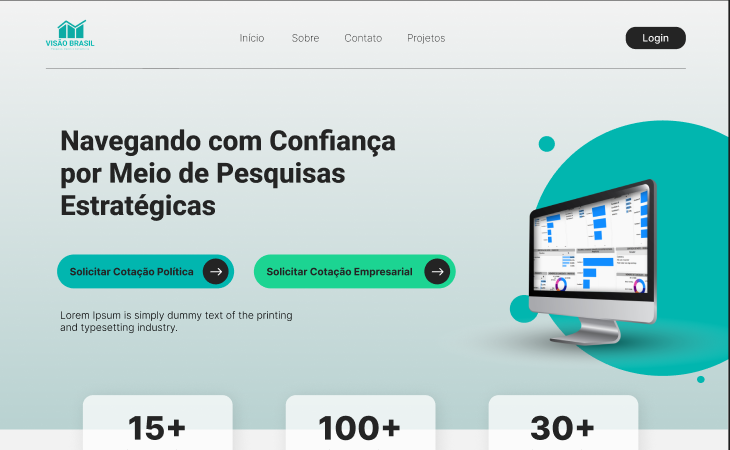 VISÃO BRASIL
Início
Sobre
Contato
Projetos
Login
Navegando com Confiança
por Meio de Pesquisas
Estratégicas
Solicitar Cotação Política
Solicitar Cotação Empresarial
Lorem Ipsum is simply dummy text of the printing
and typesetting industry.
15+
100+
30+